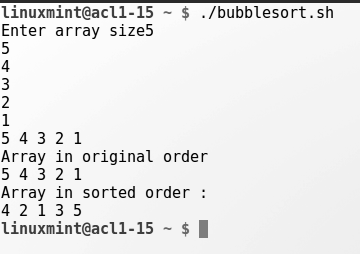 linuxmint@acl1-15 ~ $ ./bubblesort.sh
Enter array size5
5
4
3
2
1
5 4 3 2 1
Array in original order
5 4 3 2 1
Array in sorted order :
4 2 1 3 5
linuxmint@acl1-15 ~ $